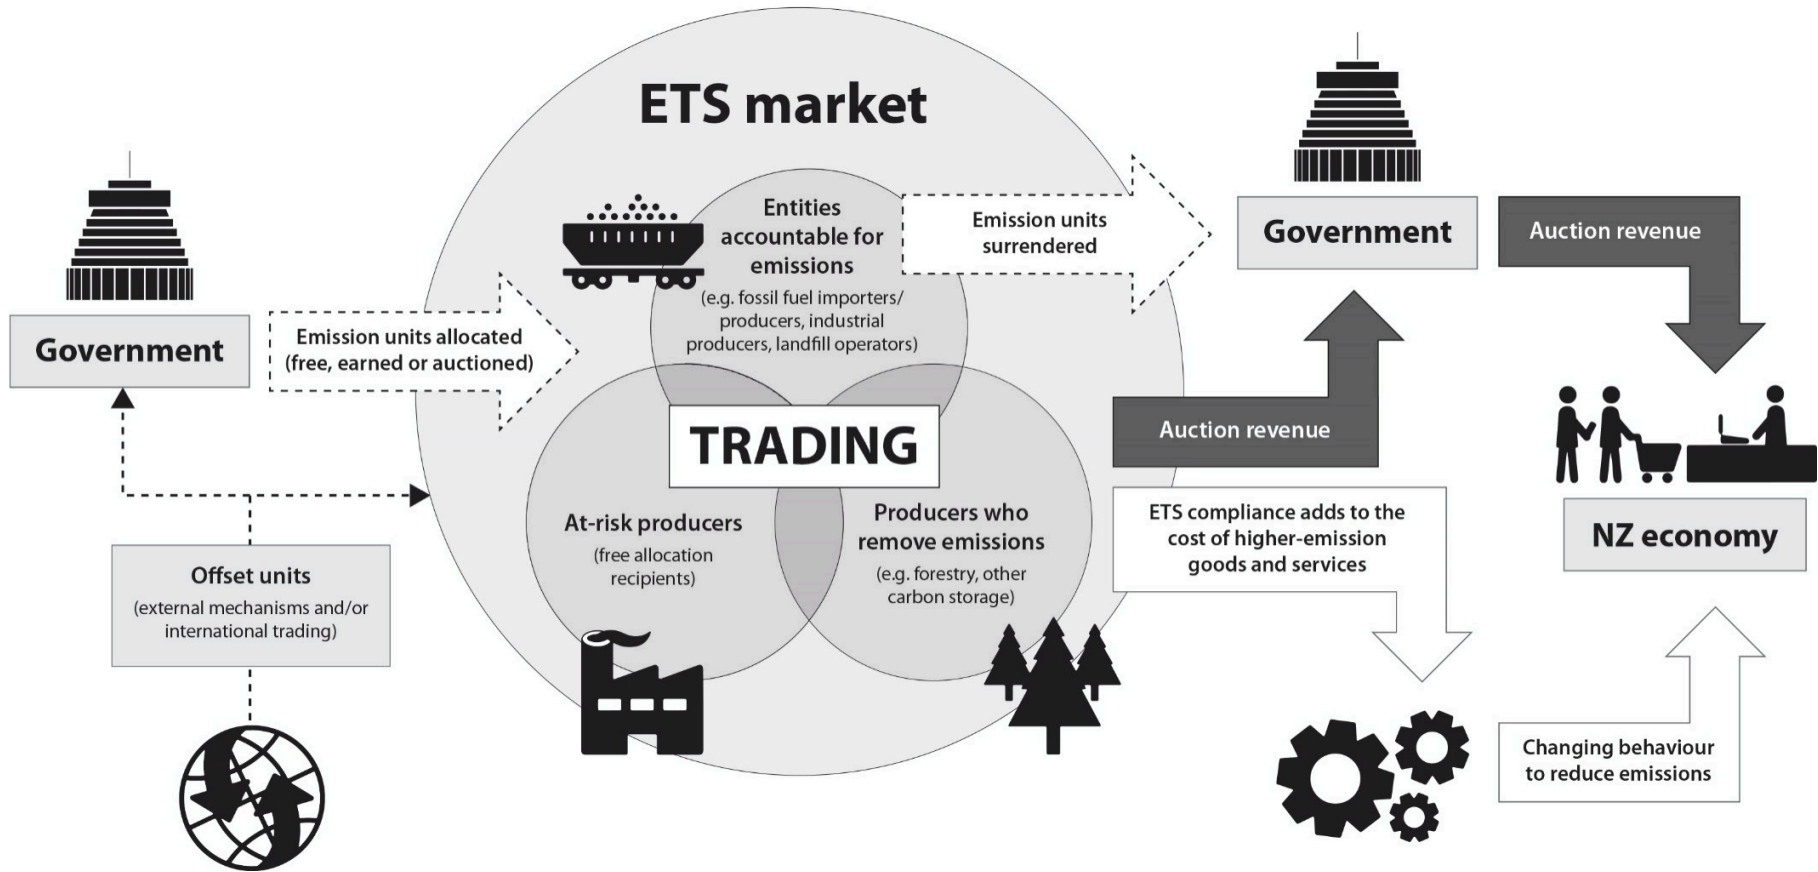 ETS market
Government
Emission units allocated
(free, earned or auctioned)
Offset units
(external mechanisms and/or
international trading)
Entities
accountable for
emissions
(e.g. fossil fuel importers/
producers, industrial
producers, landfill operators)
TRADING
At-risk producers
(free allocation
recipients)
Producers who
remove emissions
(e.g. forestry, other
carbon storage)
Emission units
surrendered
Government
Auction revenue
Auction revenue
ETS compliance adds to the
cost of higher-emission
goods and services
NZ economy
Changing behaviour
to reduce emissions